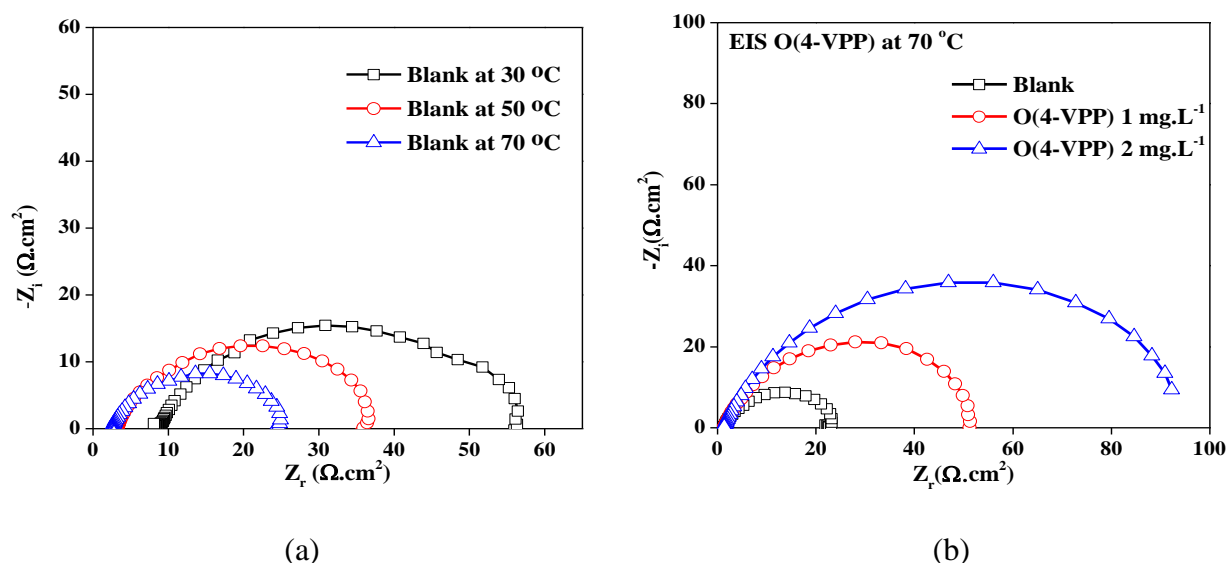 60
50
40
30
20
10
0
-Zᵢ (Ω.cm²)
Blank at 30 ºC
Blank at 50 ºC
Blank at 70 ºC
0 10 20 30 40 50 60
Zᵣ (Ω.cm²)
(a)
100
80
60
40
20
0
-Zᵢ(Ω.cm²)
EIS O(4-VPP) at 70 °C
Blank
O(4-VPP) 1 mg.L⁻¹
O(4-VPP) 2 mg.L⁻¹
0 20 40 60 80 100
Zᵣ(Ω.cm²)
(b)